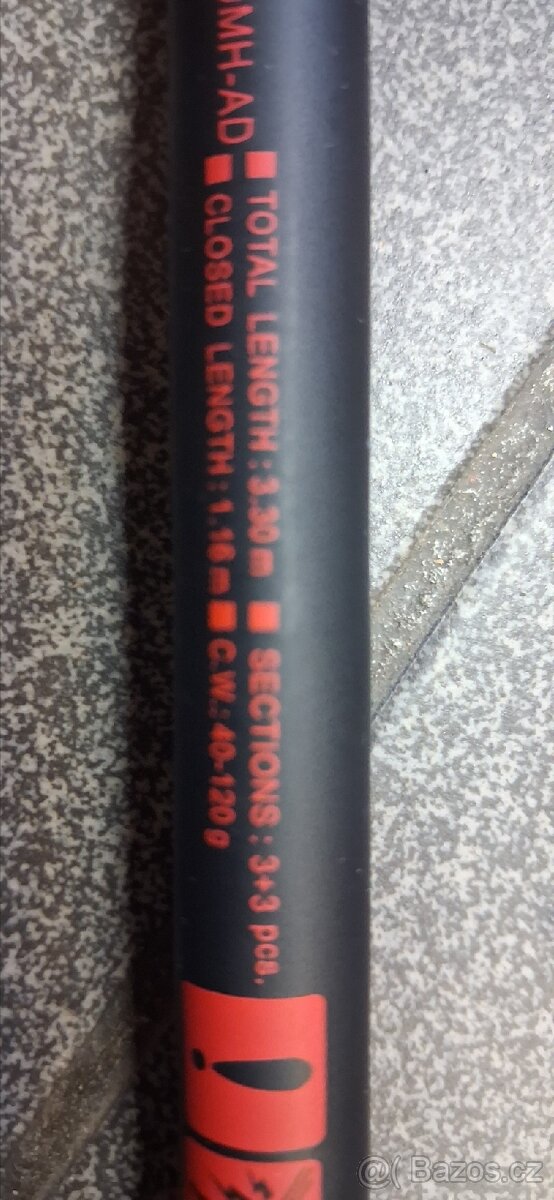 MH-AD
■ TOTAL LENGTH : 3.30 m ■ SECTIONS : 3+3 pcs.
■ CLOSED LENGTH : 1.16 m ■ C.W. : 40-120 g
!
@( Bazos.cz